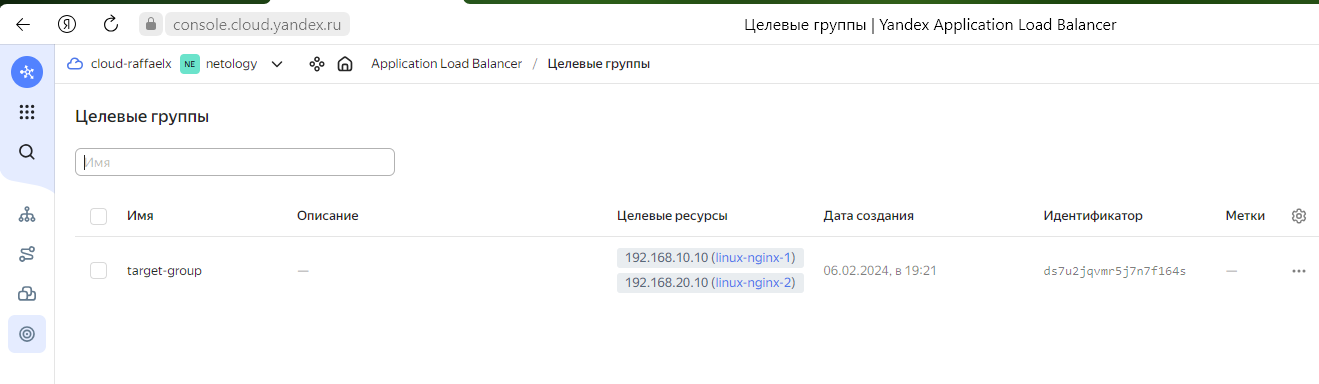 Я console.cloud.yandex.ru Целевые группы | Yandex Application Load Balancer
cloud-raffaelx NE netology Application Load Balancer / Целевые группы
Целевые группы
Имя
Имя Описание Целевые ресурсы Дата создания Идентификатор Метки
192.168.10.10 (linux-nginx-1)
target-group — 06.02.2024, в 19:21 ds7u2jqvmr5j7n7f164s —
192.168.20.10 (linux-nginx-2)